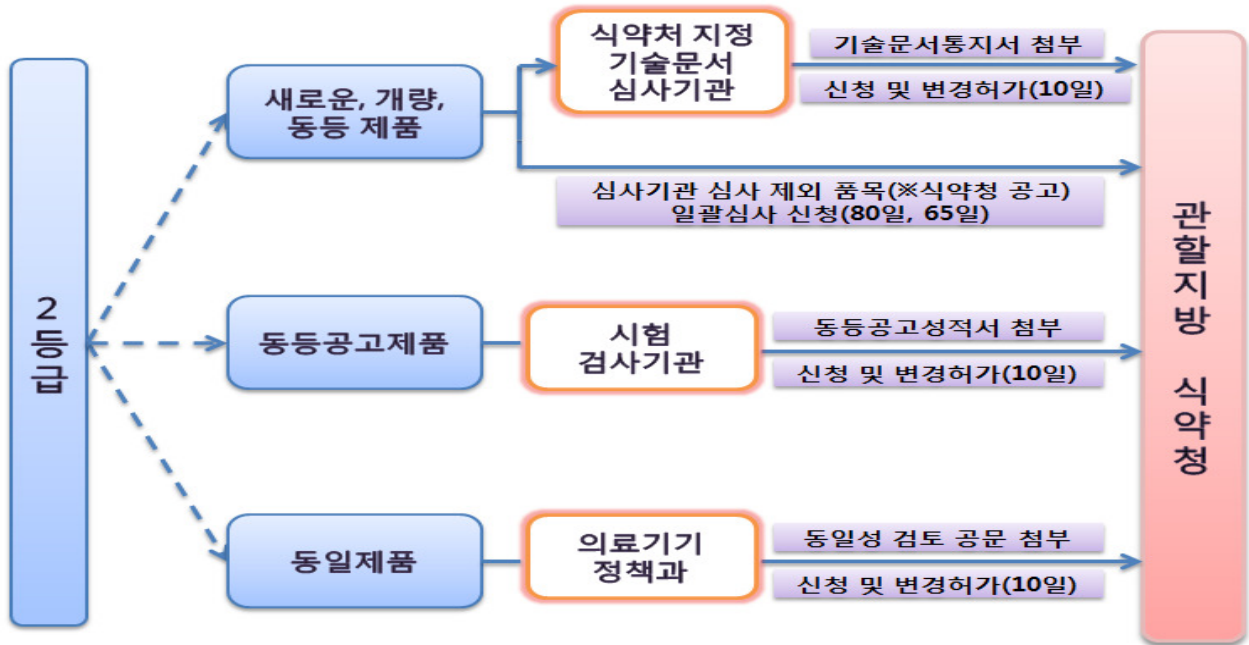 2등급
새로운, 개량,
동등 제품
식약처 지정
기술문서
심사기관
기술문서통지서 첨부
신청 및 변경허가(10일)
심사기관 심사 제외 품목(※식약청 공고)
일괄심사 신청(80일, 65일)
동등공고제품
시험
검사기관
동등공고성적서 첨부
신청 및 변경허가(10일)
동일제품
의료기기
정책과
동일성 검토 공문 첨부
신청 및 변경허가(10일)
관할지방 식약청